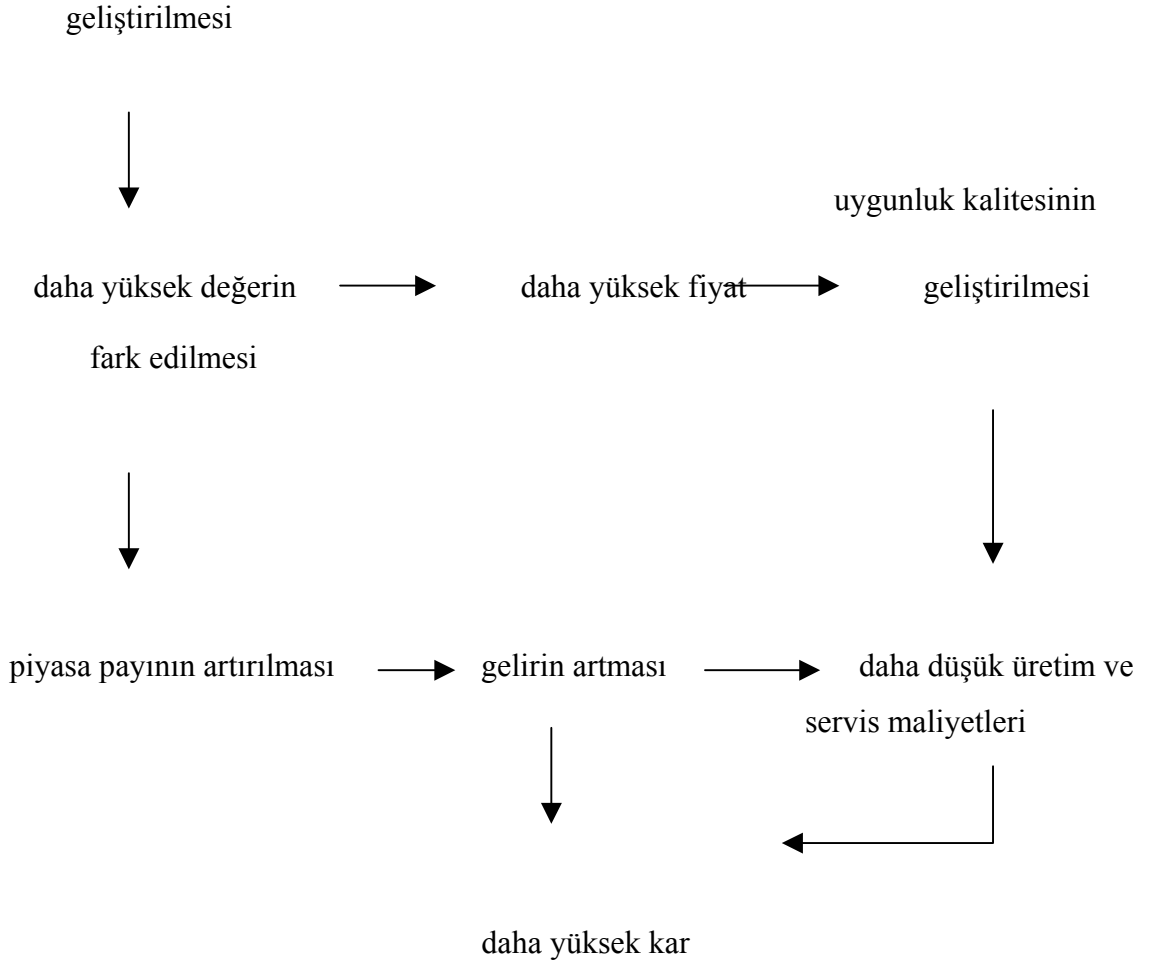 geliştirilmesi
uygunluk kalitesinin
daha yüksek değerin
daha yüksek fiyat
geliştirilmesi
fark edilmesi
piyasa payının artırılması
gelirin artması
daha düşük üretim ve
servis maliyetleri
daha yüksek kar